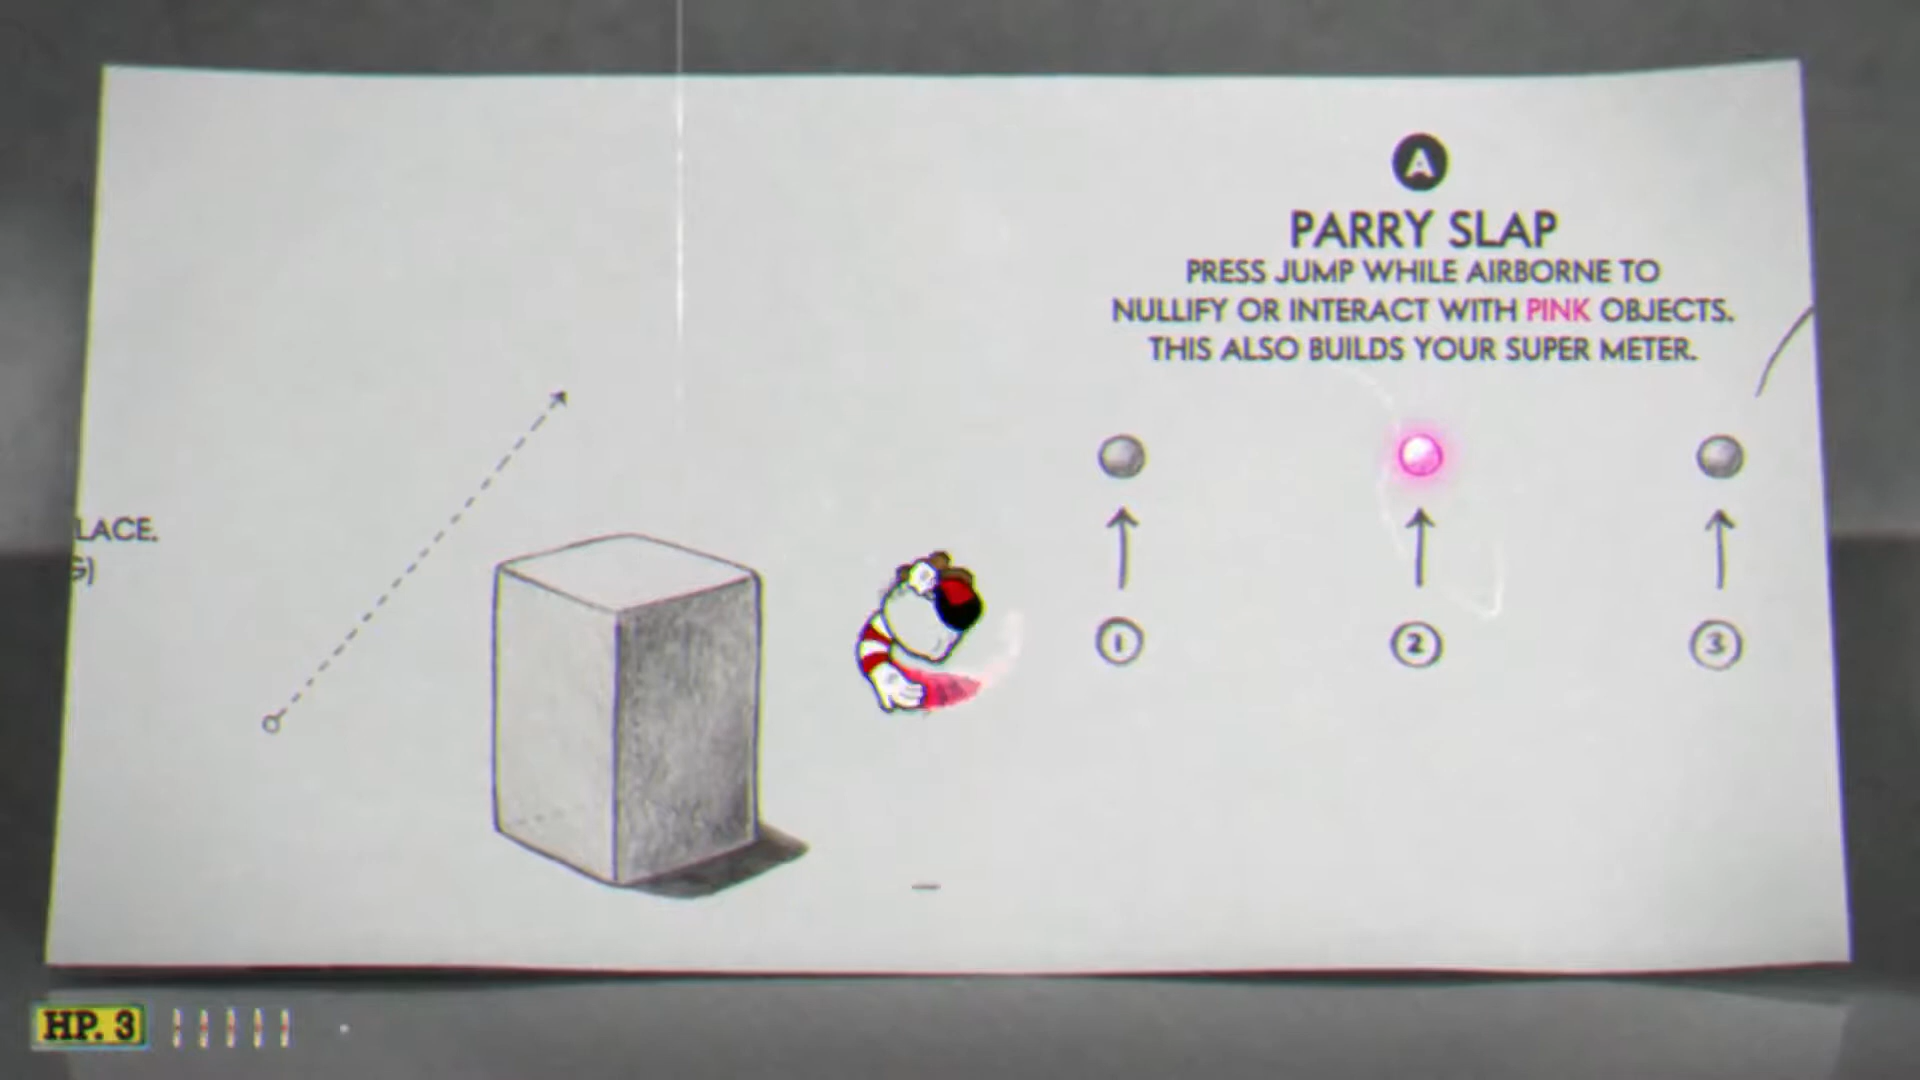 A
PARRY SLAP
PRESS JUMP WHILE AIRBORNE TO
NULLIFY OR INTERACT WITH PINK OBJECTS.
THIS ALSO BUILDS YOUR SUPER METER.
LACE.
G)
1 2 3
HP. 3